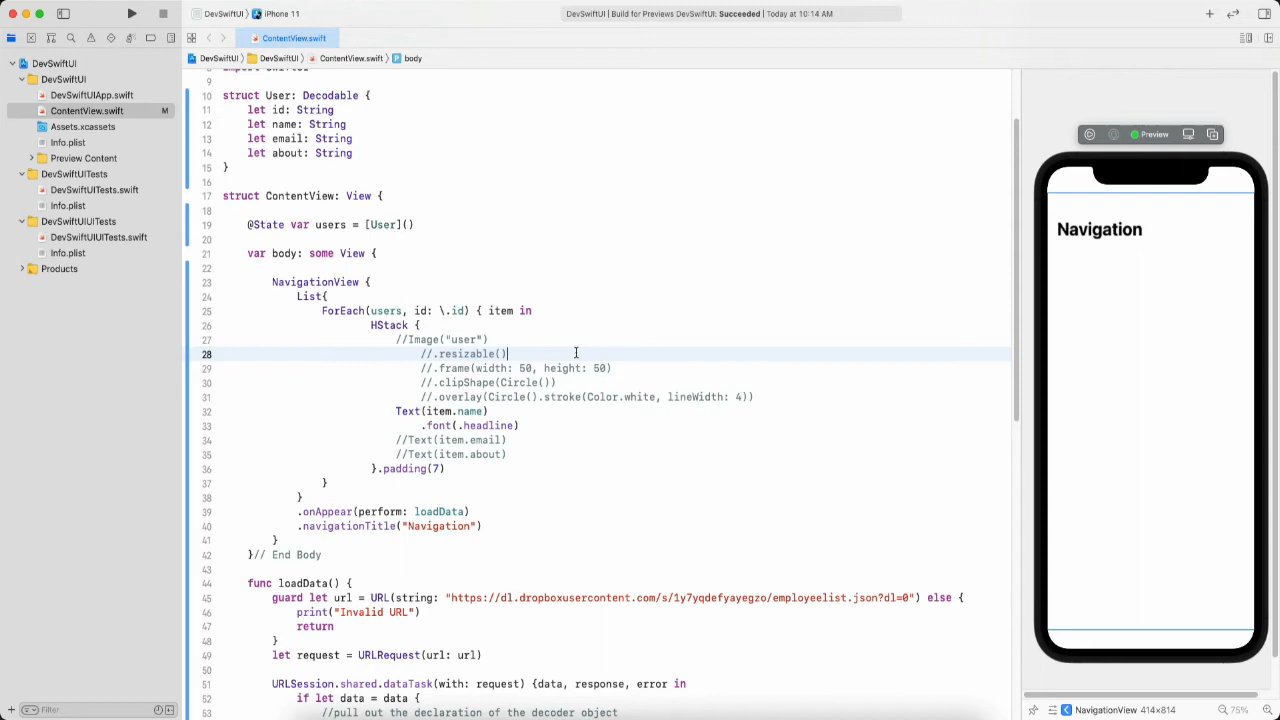 DevSwiftUI iPhone 11
DevSwiftUI | Build for Previews DevSwiftUI: Succeeded | Today at 10:14 AM
ContentView.swift
DevSwiftUI DevSwiftUI ContentView.swift body
DevSwiftUI
DevSwiftUI
DevSwiftUIApp.swift
ContentView.swift M
Assets.xcassets
Info.plist
Preview Content
DevSwiftUITests
DevSwiftUITests.swift
Info.plist
DevSwiftUIUITests
DevSwiftUIUITests.swift
Info.plist
Products
Filter
9
10 struct User: Decodable {
11 let id: String
12 let name: String
13 let email: String
14 let about: String
15 }
16
17 struct ContentView: View {
18
19 @State var users = [User]()
20
21 var body: some View {
22
23 NavigationView {
24 List{
25 ForEach(users, id: \.id) { item in
26 HStack {
27 //Image("user")
28 //.resizable()
29 //.frame(width: 50, height: 50)
30 //.clipShape(Circle())
31 //.overlay(Circle().stroke(Color.white, lineWidth: 4))
32 Text(item.name)
33 .font(.headline)
34 //Text(item.email)
35 //Text(item.about)
36 }.padding(7)
37 }
38 }
39 .onAppear(perform: loadData)
40 .navigationTitle("Navigation")
41 }
42 }// End Body
43
44 func loadData() {
45 guard let url = URL(string: "https://dl.dropboxusercontent.com/s/1y7yqdefyayegzo/employeelist.json?dl=0") else {
46 print("Invalid URL")
47 return
48 }
49 let request = URLRequest(url: url)
50
51 URLSession.shared.dataTask(with: request) {data, response, error in
52 if let data = data {
53 //pull out the declaration of the decoder object
Preview
Navigation
NavigationView 414×814
75%